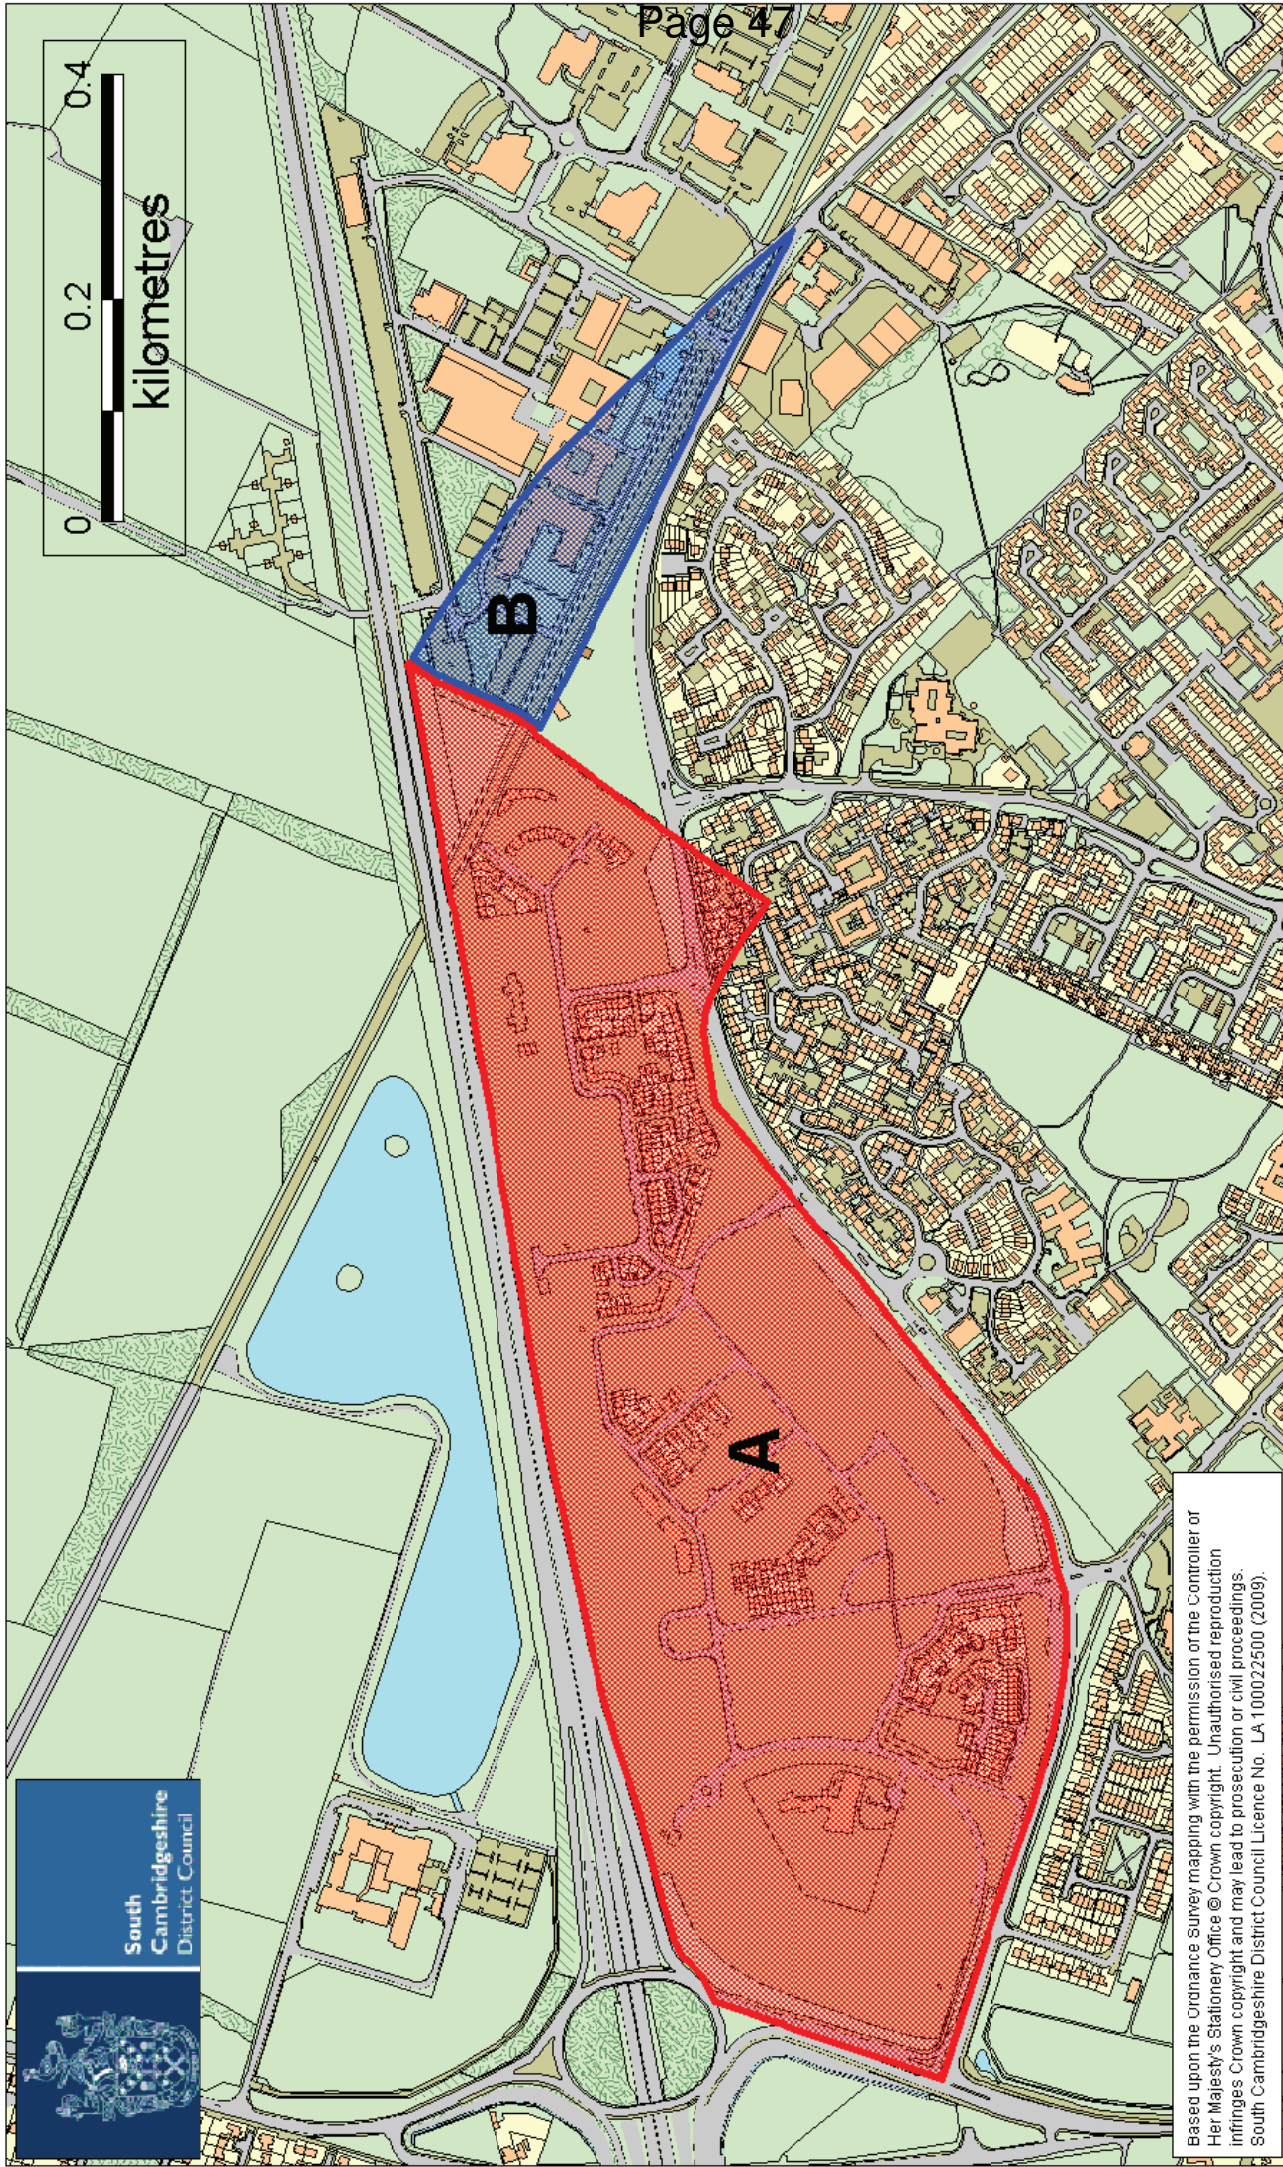 Page 47
South
Cambridgeshire
District Council
0 0.2 0.4
kilometres
A
B
Based upon the Ordnance Survey mapping with the permission of the Controller of
Her Majesty's Stationery Office © Crown copyright. Unauthorised reproduction
infringes Crown copyright and may lead to prosecution or civil proceedings.
South Cambridgeshire District Council Licence No. LA 100022500 (2009).